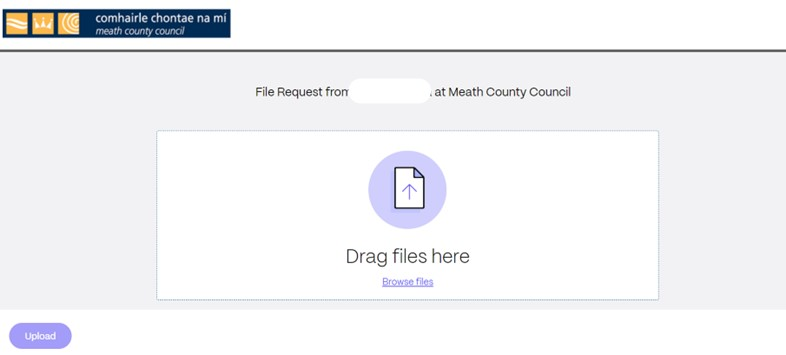 comhairle chontae na mí
meath county council
File Request from at Meath County Council
Drag files here
Browse files
Upload